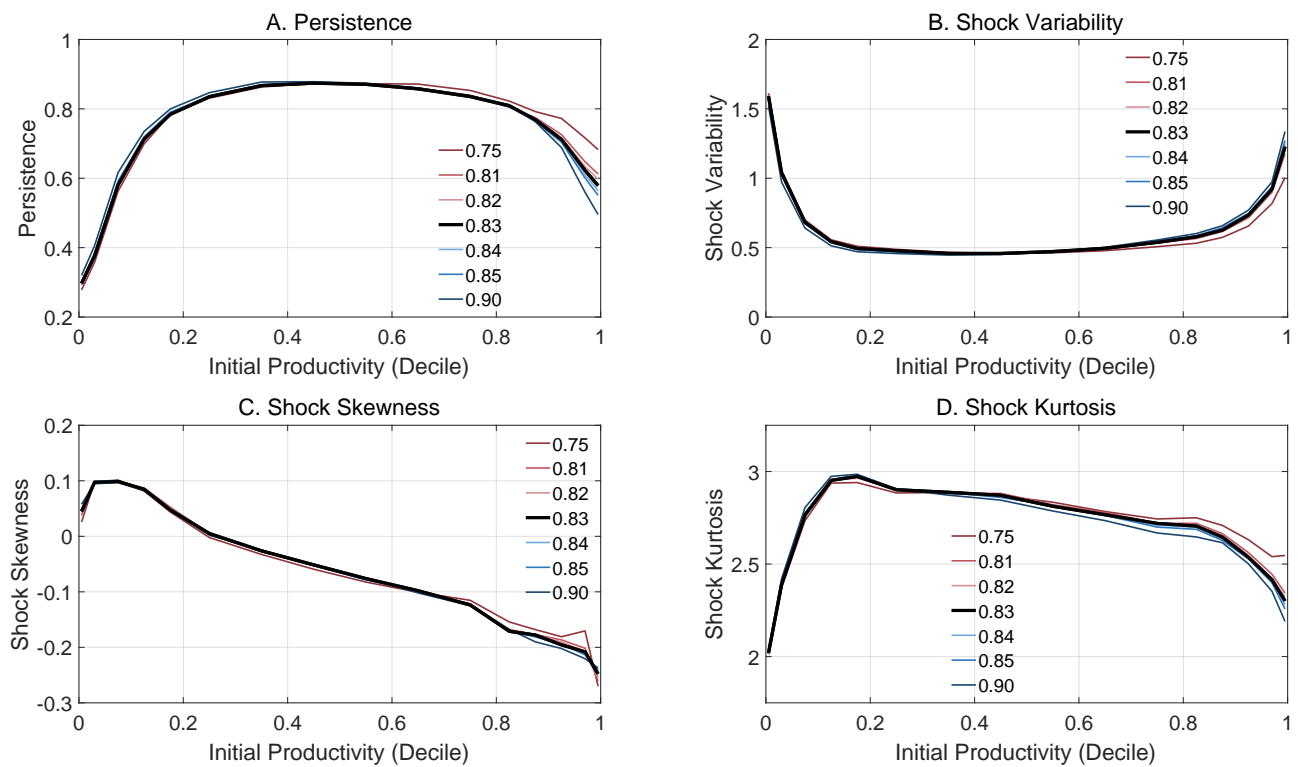 A. Persistence
1
0.8
0.6
0.4
0.2
Persistence
0.75
0.81
0.82
0.83
0.84
0.85
0.90
0 0.2 0.4 0.6 0.8 1
Initial Productivity (Decile)
B. Shock Variability
2
1.5
1
0.5
0
Shock Variability
0.75
0.81
0.82
0.83
0.84
0.85
0.90
0 0.2 0.4 0.6 0.8 1
Initial Productivity (Decile)
C. Shock Skewness
0.2
0.1
0
-0.1
-0.2
-0.3
Shock Skewness
0.75
0.81
0.82
0.83
0.84
0.85
0.90
0 0.2 0.4 0.6 0.8 1
Initial Productivity (Decile)
D. Shock Kurtosis
3
2.5
2
Shock Kurtosis
0.75
0.81
0.82
0.83
0.84
0.85
0.90
0 0.2 0.4 0.6 0.8 1
Initial Productivity (Decile)